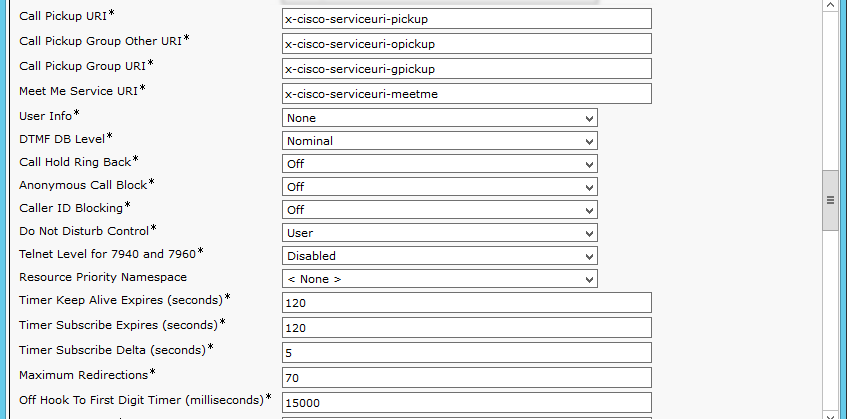 Call Pickup URI* x-cisco-serviceuri-pickup
Call Pickup Group Other URI* x-cisco-serviceuri-opickup
Call Pickup Group URI* x-cisco-serviceuri-gpickup
Meet Me Service URI* x-cisco-serviceuri-meetme
User Info* None
DTMF DB Level* Nominal
Call Hold Ring Back* Off
Anonymous Call Block* Off
Caller ID Blocking* Off
Do Not Disturb Control* User
Telnet Level for 7940 and 7960* Disabled
Resource Priority Namespace < None >
Timer Keep Alive Expires (seconds)* 120
Timer Subscribe Expires (seconds)* 120
Timer Subscribe Delta (seconds)* 5
Maximum Redirections* 70
Off Hook To First Digit Timer (milliseconds)* 15000